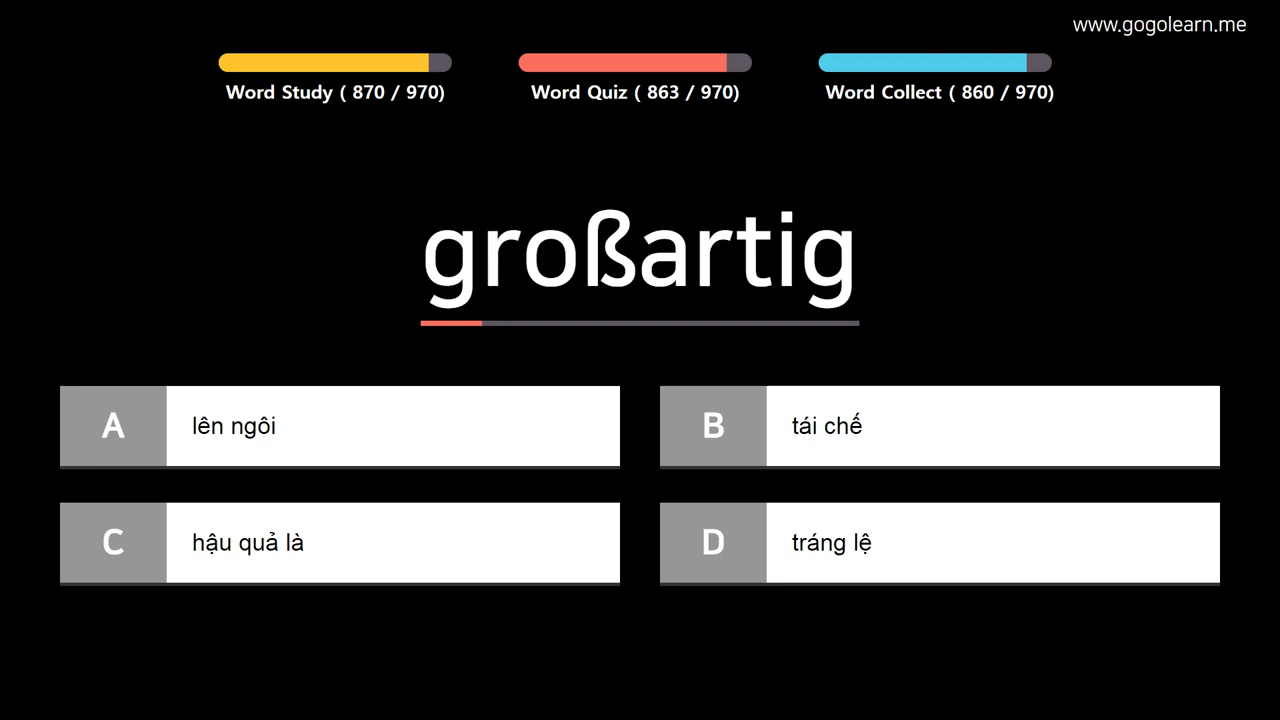 www.gogolearn.me
Word Study ( 870 / 970)
Word Quiz ( 863 / 970)
Word Collect ( 860 / 970)
großartig
A lên ngôi
B tái chế
C hậu quả là
D tráng lệ